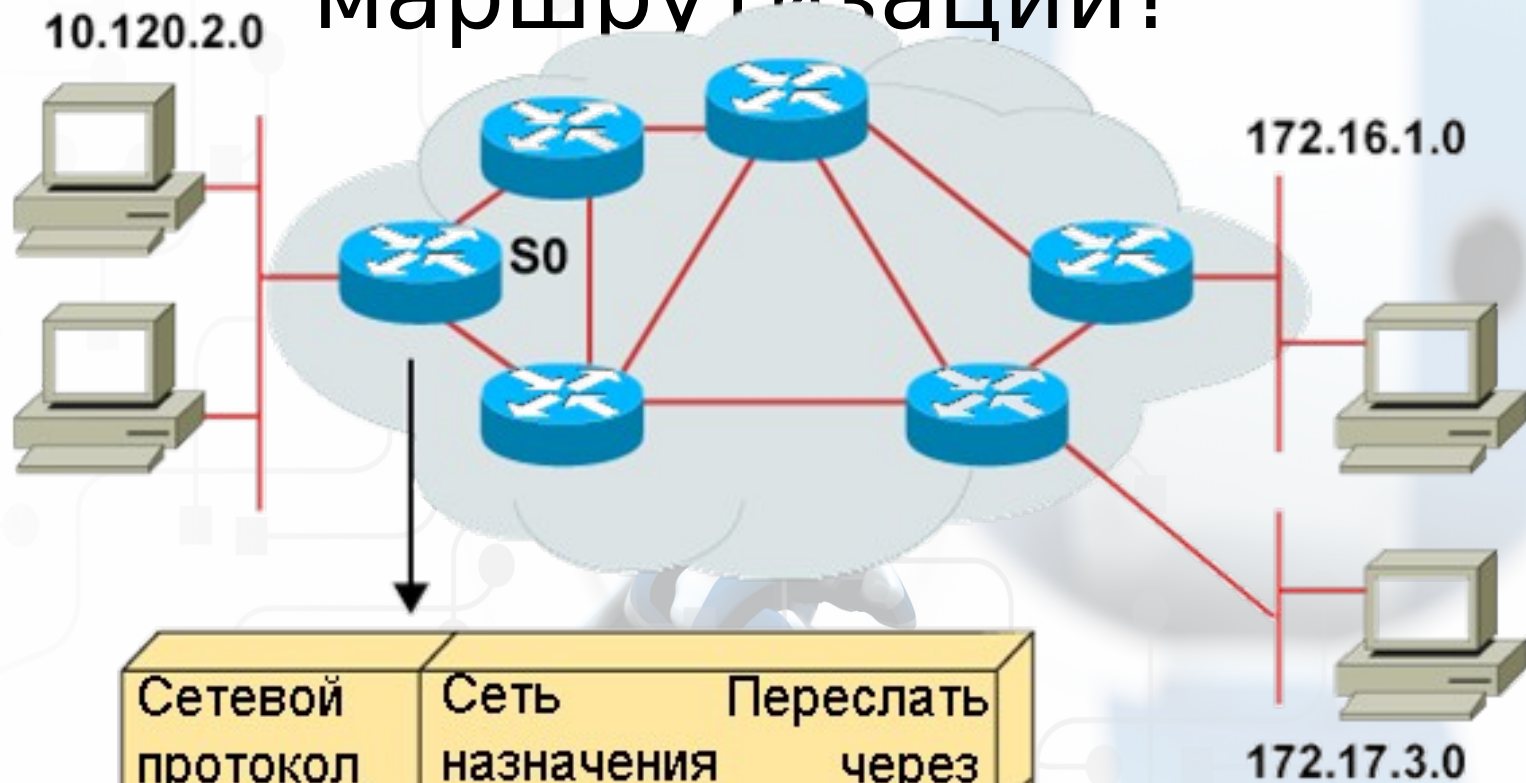 маршрутизации?
10.120.2.0
172.16.1.0
S0
Сетевой
протокол
Сеть
назначения
Переслать
через
172.17.3.0